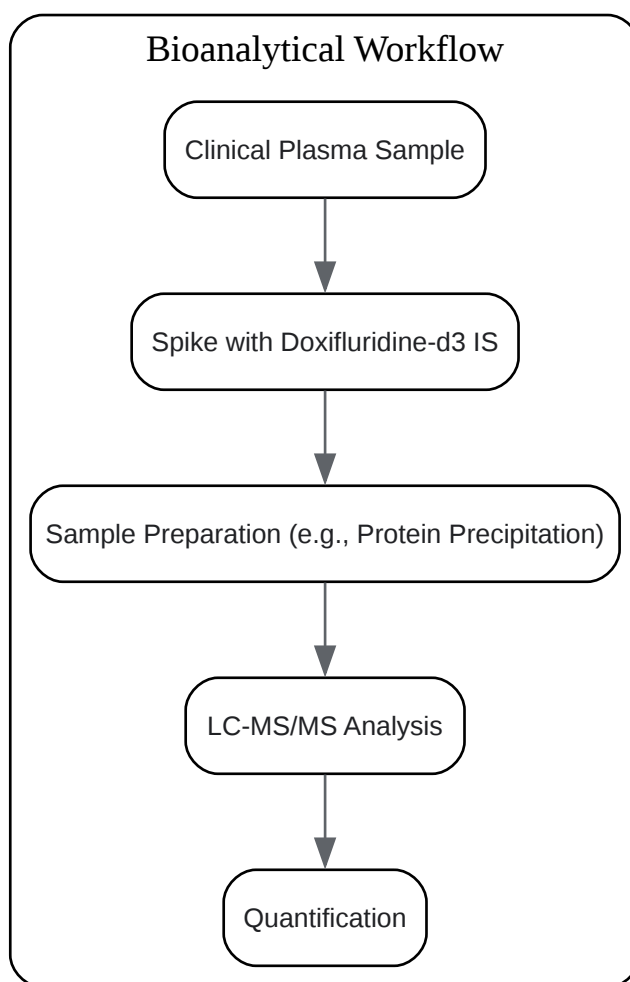 Bioanalytical Workflow
Clinical Plasma Sample
Spike with Doxifluridine-d3 IS
Sample Preparation (e.g., Protein Precipitation)
LC-MS/MS Analysis
Quantification